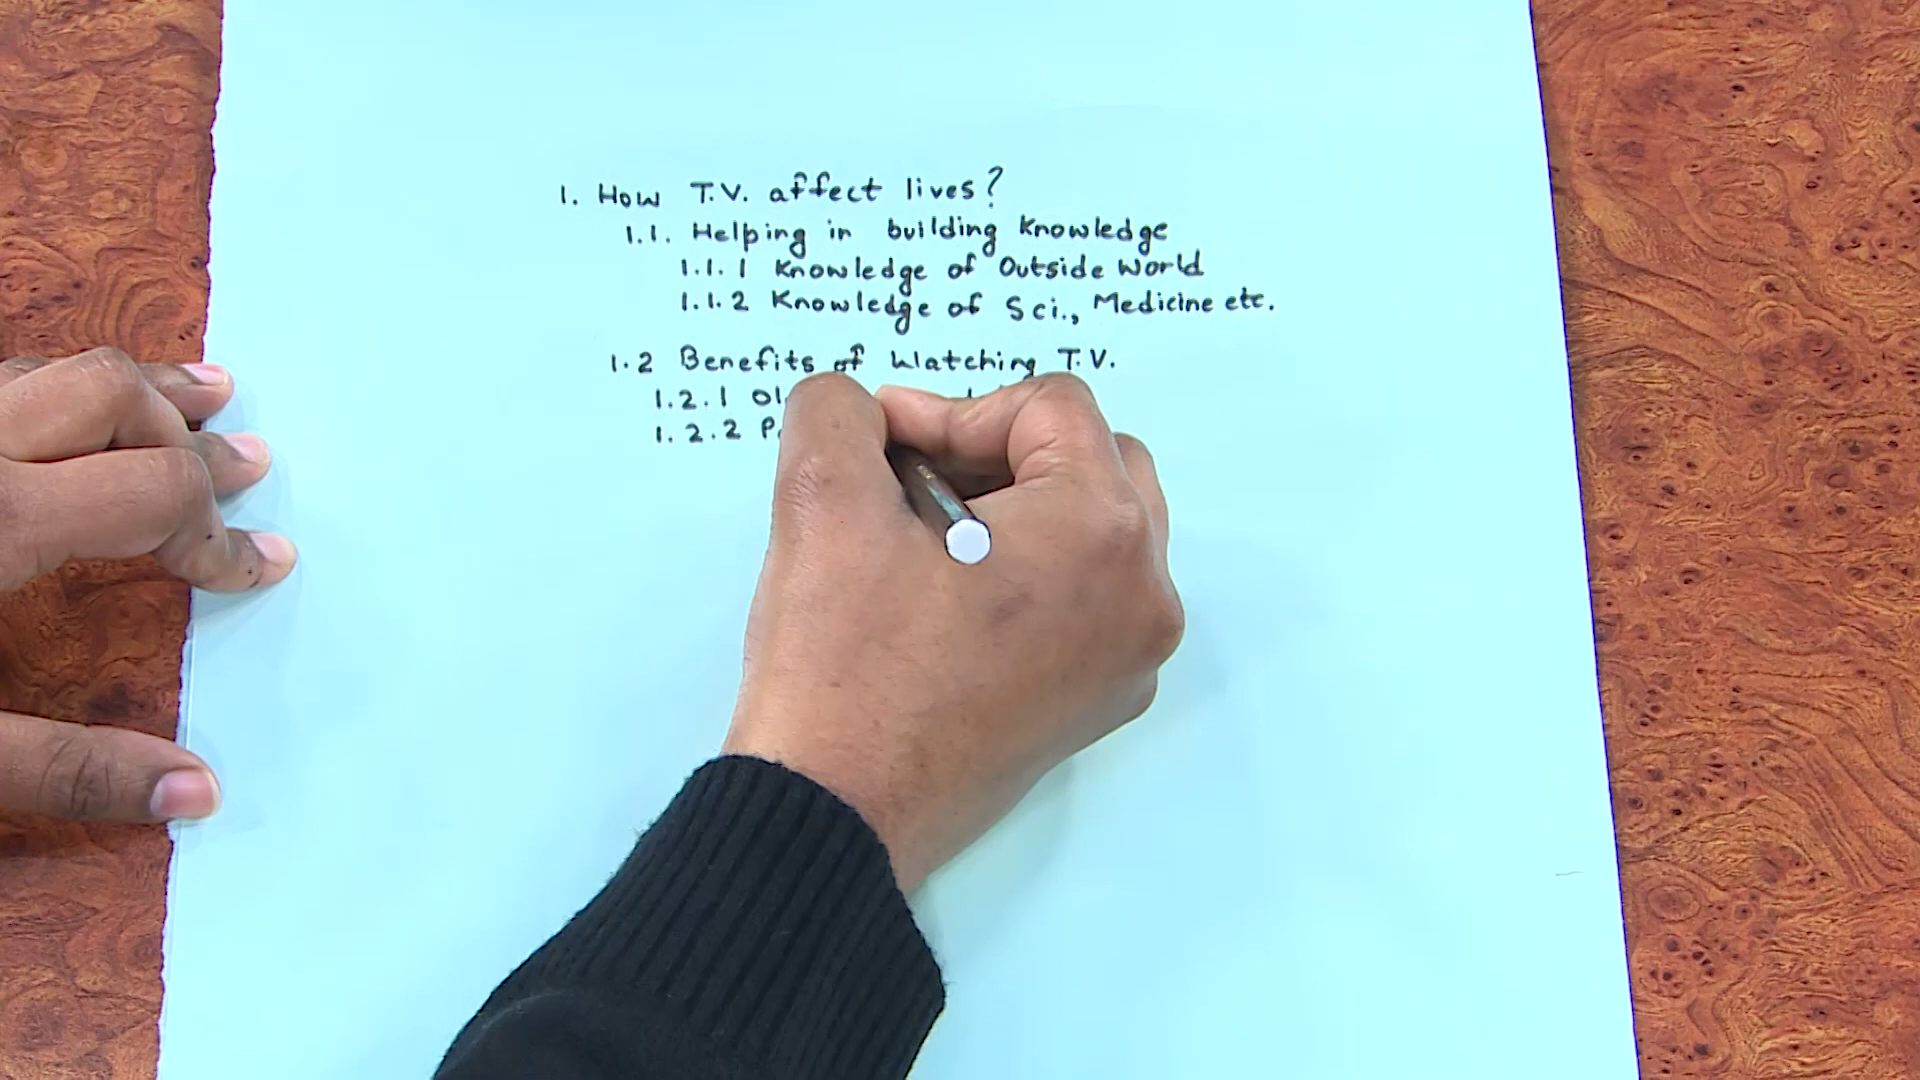 1. How T.V. affect lives?
1.1. Helping in building Knowledge
1.1.1 Knowledge of Outside World
1.1.2 Knowledge of Sci., Medicine etc.
1.2 Benefits of Watching T.V.
1.2.1
1.2.2